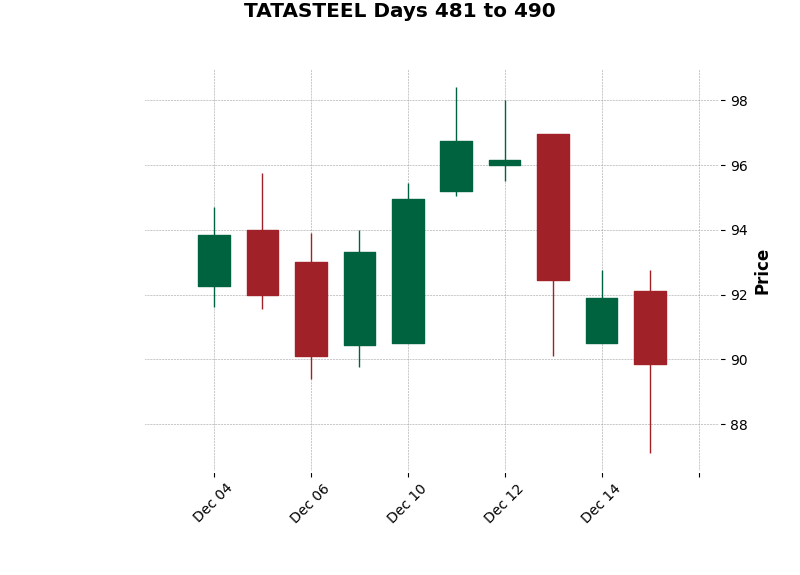 TATASTEEL Days 481 to 490
98
96
94
92
90
88
Price
Dec 04
Dec 06
Dec 10
Dec 12
Dec 14